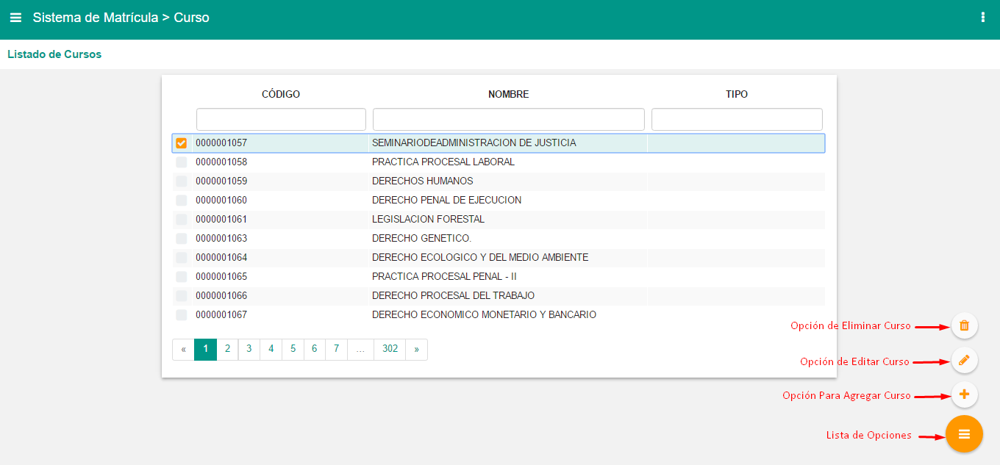 Sistema de Matrícula > Curso
Listado de Cursos
CÓDIGO NOMBRE TIPO
0000001057 SEMINARIODEADMINISTRACION DE JUSTICIA
0000001058 PRACTICA PROCESAL LABORAL
0000001059 DERECHOS HUMANOS
0000001060 DERECHO PENAL DE EJECUCION
0000001061 LEGISLACION FORESTAL
0000001063 DERECHO GENETICO.
0000001064 DERECHO ECOLOGICO Y DEL MEDIO AMBIENTE
0000001065 PRACTICA PROCESAL PENAL - II
0000001066 DERECHO PROCESAL DEL TRABAJO
0000001067 DERECHO ECONOMICO MONETARIO Y BANCARIO
« 1 2 3 4 5 6 7 ... 302 »
Opción de Eliminar Curso
Opción de Editar Curso
Opción Para Agregar Curso
Lista de Opciones